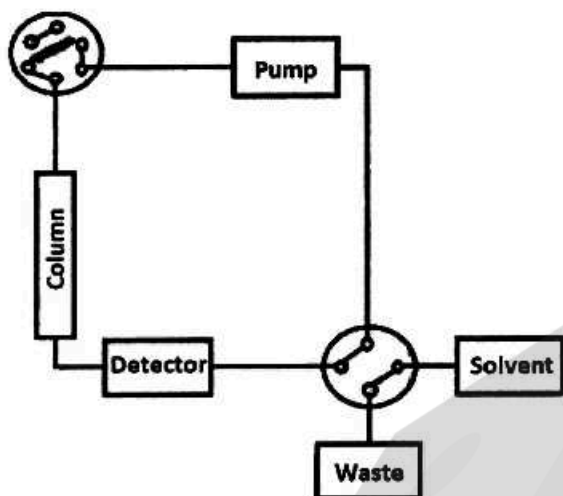 Pump
Column
Detector
Solvent
Waste